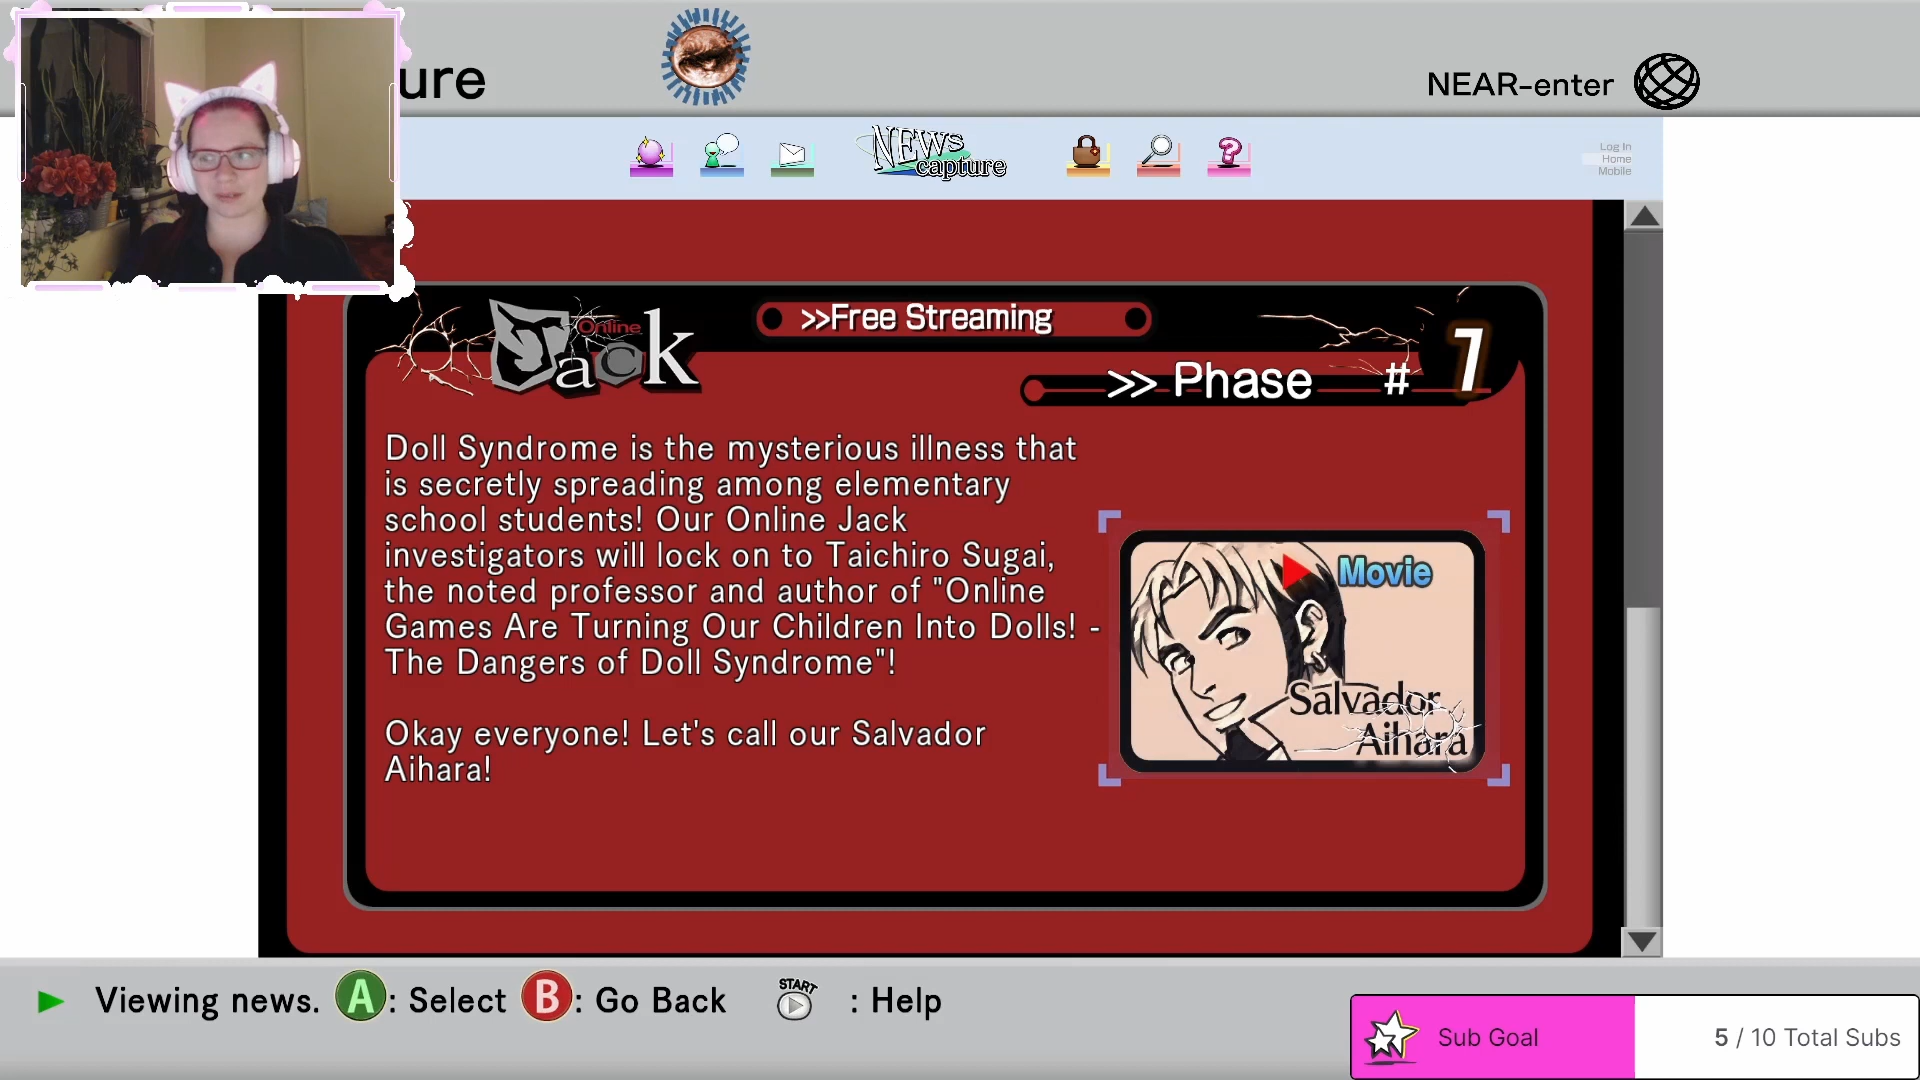 ure
NEAR-enter
NEWS
capture
Log In
Home
Mobile
Online
Jack
>>Free Streaming
>> Phase # 7
Doll Syndrome is the mysterious illness that
is secretly spreading among elementary
school students! Our Online Jack
investigators will lock on to Taichiro Sugai,
the noted professor and author of "Online
Games Are Turning Our Children Into Dolls! -
The Dangers of Doll Syndrome"!
Okay everyone! Let's call our Salvador
Aihara!
Movie
Salvador
Aihara
Viewing news. A: Select B: Go Back START : Help
Sub Goal 5 / 10 Total Subs